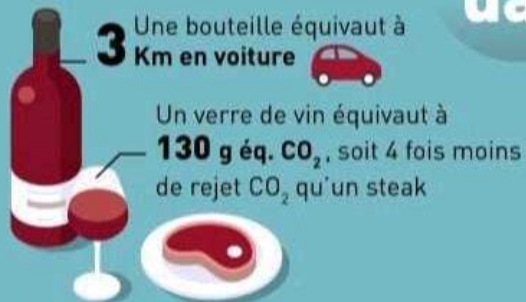 da
Une bouteille équivaut à
3 Km en voiture
Un verre de vin équivaut à
130 g éq. CO₂, soit 4 fois moins
de rejet CO₂ qu'un steak